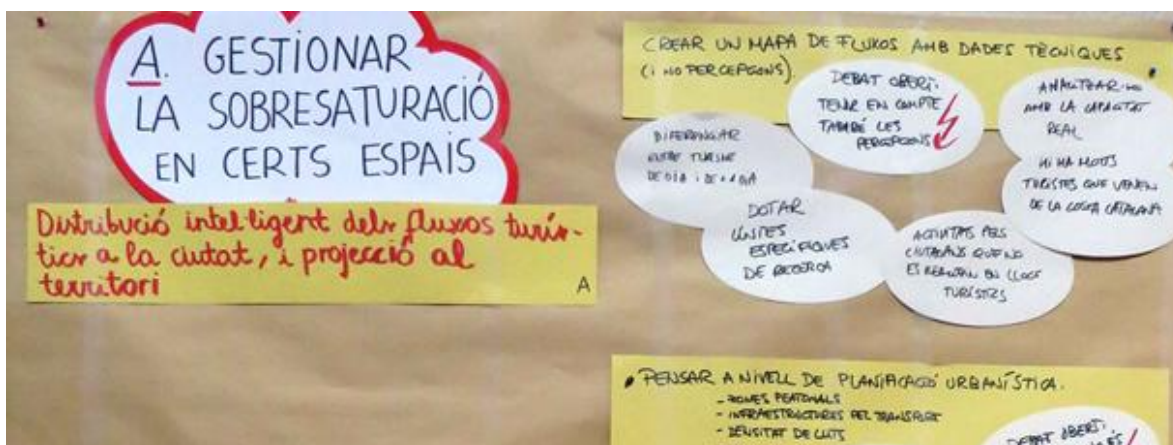 A. GESTIONAR
LA SOBRESATURACIÓ
EN CERTS ESPAIS
Distribució intel·ligent dels fluxos turís-
tics a la ciutat, i projecció al
territori
A
CREAR UN MAPA DE FLUXOS AMB DADES TÈCNIQUES
(i NO PERCEPCIONS).
DEBAT OBERT:
TENIR EN COMPTE
TAMBÉ LES
PERCEPCIONS
ANALITZAR-HO
AMB LA CAPACITAT
REAL
HI HA MOLTS
TURISTES QUE VENEN
DE LA COSTA CATALANA
DIFERENCIAR
ENTRE TURISME
DE DIA i DE
DOTAR
LÍNIES
ESPECÍFIQUES
DE RECERCA
ACTIVITATS PELS
CIUTADANS QUE NO
ES REALITZIN EN LLOCS
TURÍSTICS
PENSAR A NIVELL DE PLANIFICACIÓ URBANÍSTICA.
- ZONES PEATONALS
- INFRAESTRUCTURES PEL TRANSPORT
- DENSITAT DE LLITS
DEBAT OBERT: